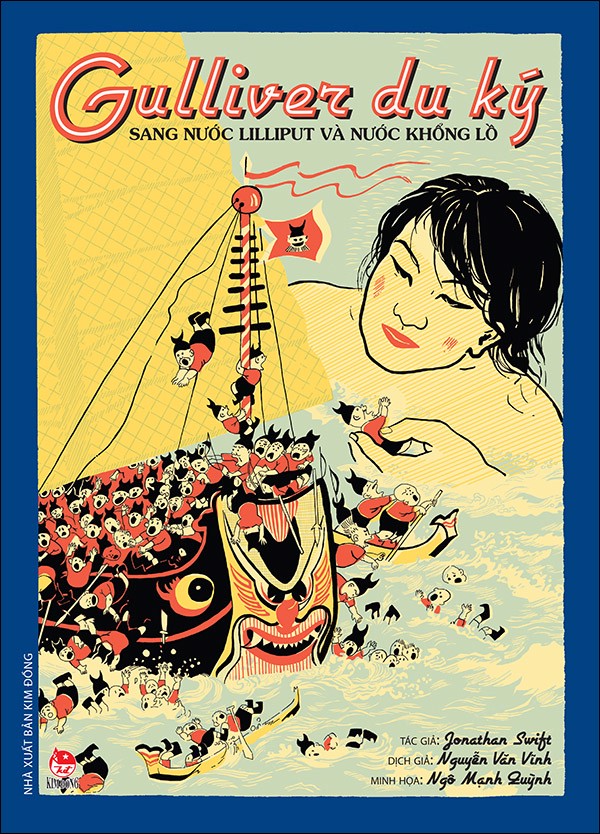 Gulliver du ký
SANG NƯỚC LILLIPUT VÀ NƯỚC KHỔNG LỒ
TÁC GIẢ: Jonathan Swift
DỊCH GIẢ: Nguyễn Văn Vĩnh
MINH HỌA: Ngô Mạnh Quỳnh
NHÀ XUẤT BẢN KIM ĐỒNG
KIM ĐỒNG